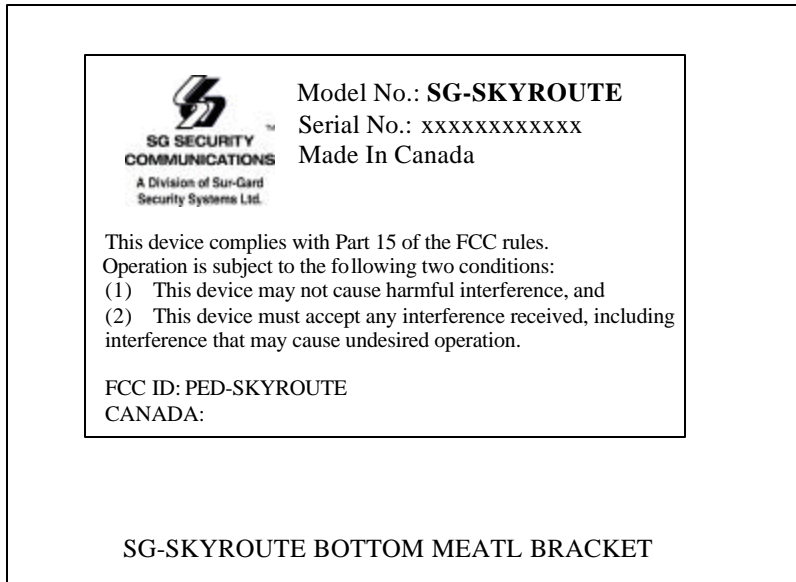 SG SECURITY
COMMUNICATIONS
A Division of Sur-Gard
Security Systems Ltd.
TM
Model No.: SG-SKYROUTE
Serial No.: xxxxxxxxxxxx
Made In Canada
This device complies with Part 15 of the FCC rules.
Operation is subject to the following two conditions:
(1) This device may not cause harmful interference, and
(2) This device must accept any interference received, including
interference that may cause undesired operation.
FCC ID: PED-SKYROUTE
CANADA:
SG-SKYROUTE BOTTOM MEATL BRACKET